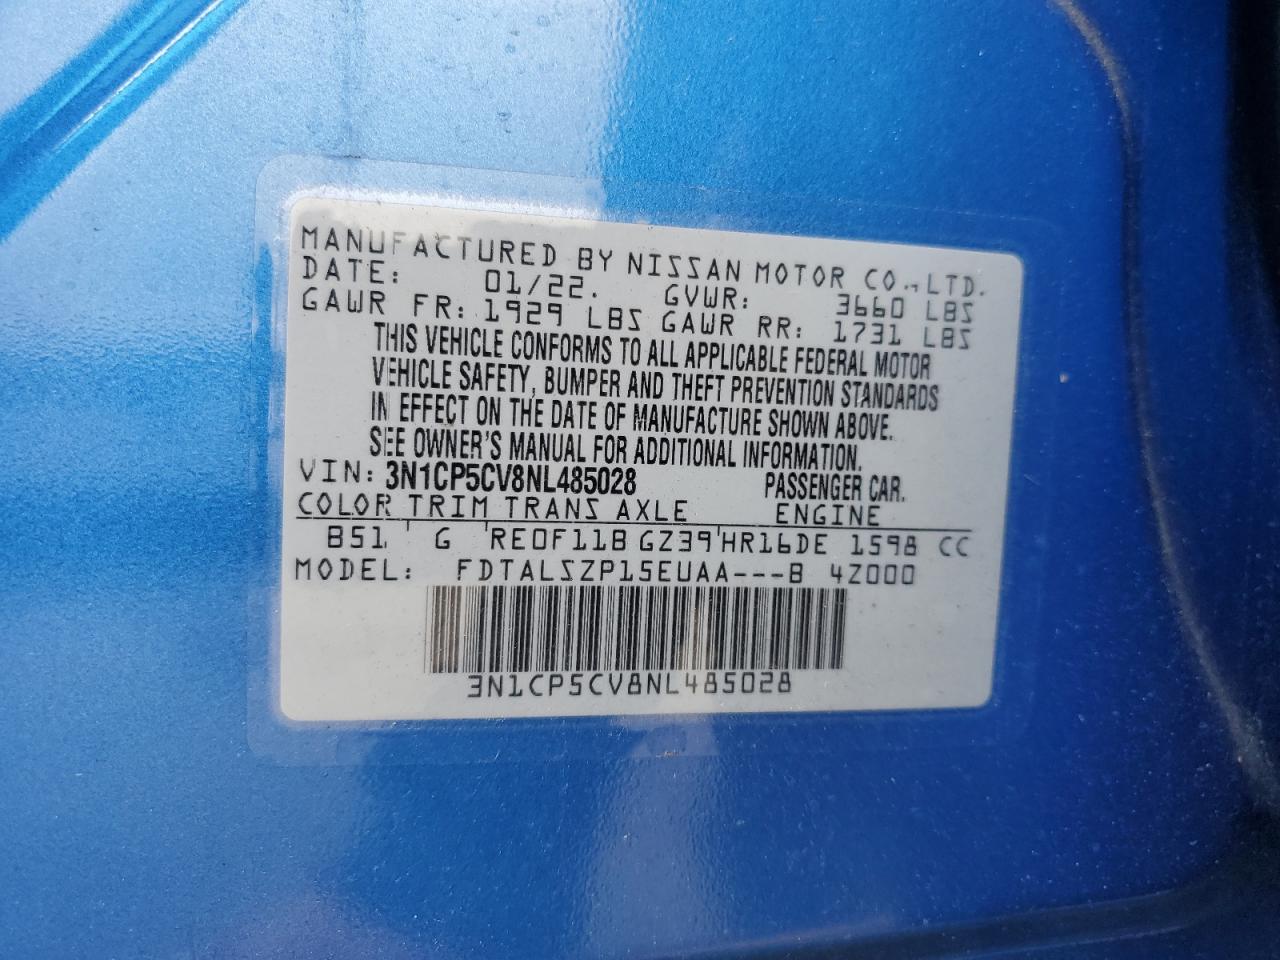 MANUFACTURED BY NISSAN MOTOR CO.,LTD.
DATE: 01/22. GVWR: 3660 LBS
GAWR FR: 1929 LBS GAWR RR: 1731 LBS
THIS VEHICLE CONFORMS TO ALL APPLICABLE FEDERAL MOTOR
VEHICLE SAFETY, BUMPER AND THEFT PREVENTION STANDARDS
IN EFFECT ON THE DATE OF MANUFACTURE SHOWN ABOVE.
SEE OWNER'S MANUAL FOR ADDITIONAL INFORMATION.
VIN: 3N1CP5CV8NL485028 PASSENGER CAR.
COLOR TRIM TRANS AXLE ENGINE
B51 G RE0F11B GZ39 HR16DE 1598 CC
MODEL: FDTALSZP15EUAA---B 4Z000
3N1CP5CV8NL485028